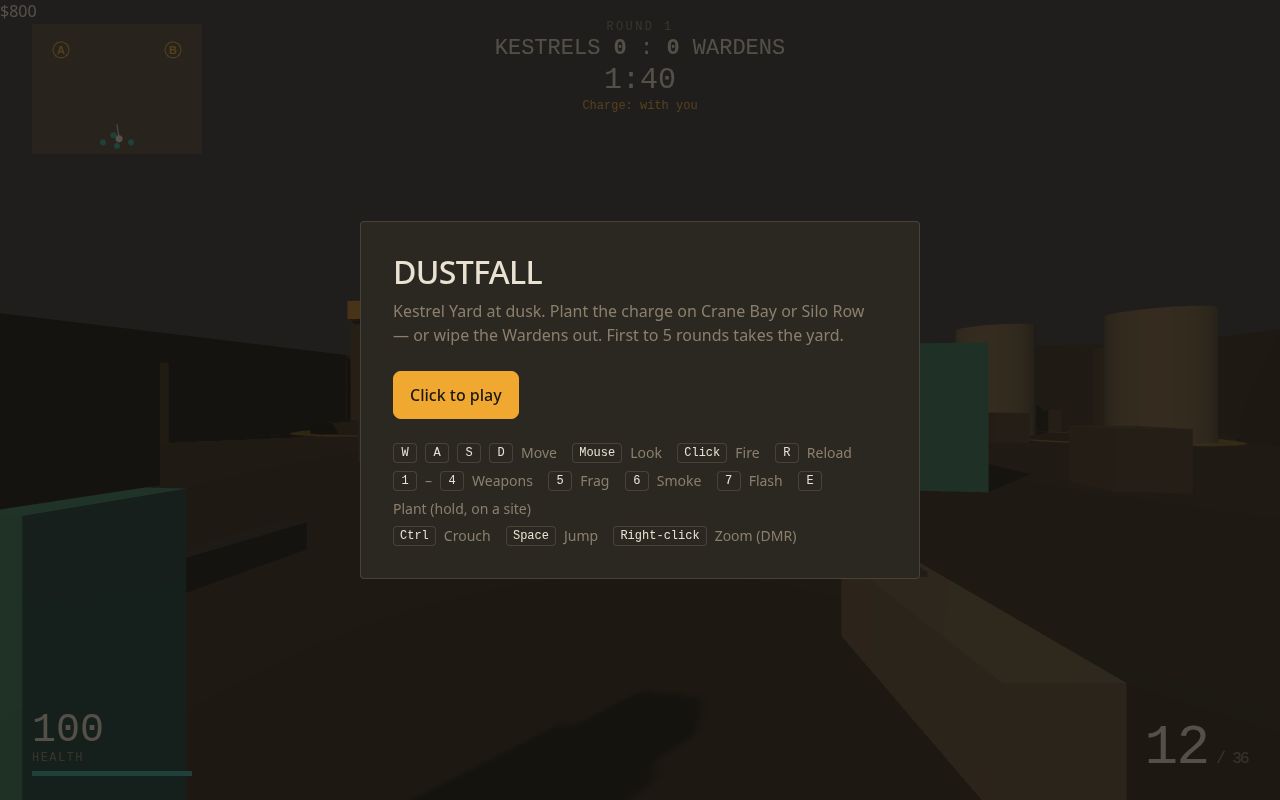 $800
A B
ROUND 1
KESTRELS 0 : 0 WARDENS
1:40
Charge: with you
DUSTFALL
Kestrel Yard at dusk. Plant the charge on Crane Bay or Silo Row
— or wipe the Wardens out. First to 5 rounds takes the yard.
Click to play
W A S D Move Mouse Look Click Fire R Reload
1 – 4 Weapons 5 Frag 6 Smoke 7 Flash E
Plant (hold, on a site)
Ctrl Crouch Space Jump Right-click Zoom (DMR)
100
HEALTH
12 / 36